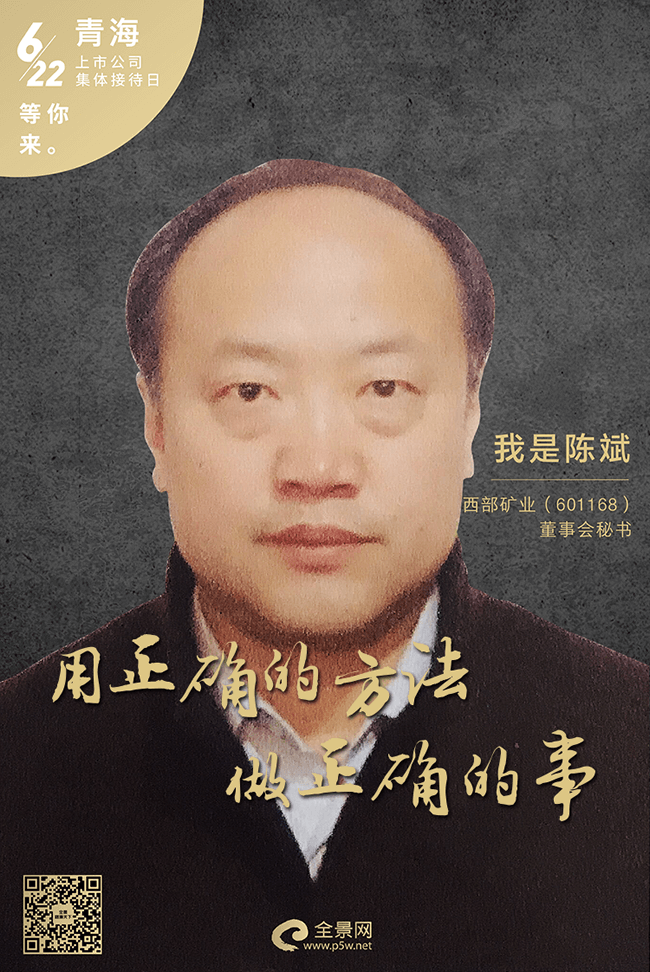 6/22
青海
上市公司
集体接待日
等你
来。
我是陈斌
西部矿业（601168）
董事会秘书
用正确的方法
做正确的事
全景网
www.p5w.net